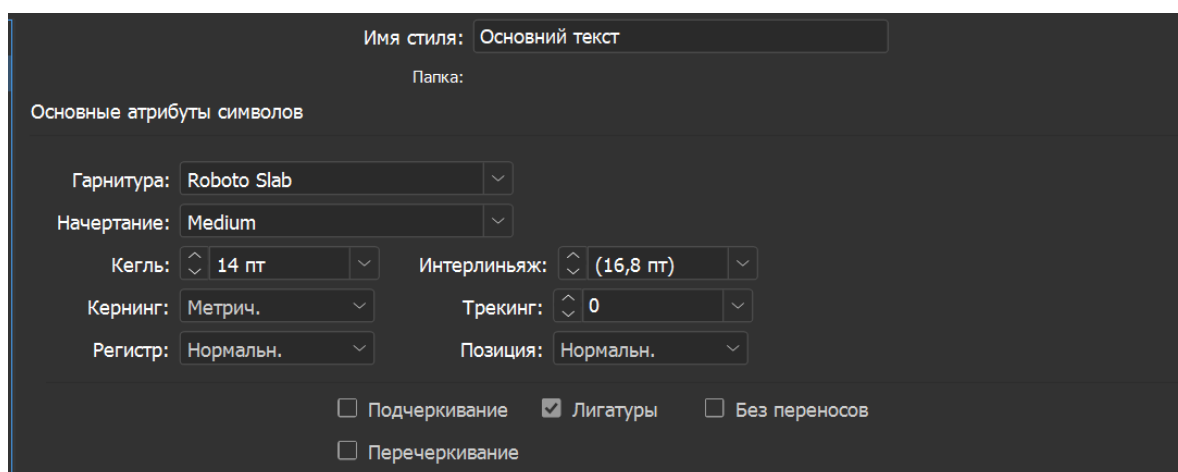 Имя стиля: Основний текст
Папка:
Основные атрибуты символов
Гарнитура: Roboto Slab
Начертание: Medium
Кегль: 14 пт Интерлиньяж: (16,8 пт)
Кернинг: Метрич. Трекинг: 0
Регистр: Нормальн. Позиция: Нормальн.
Подчеркивание Лигатуры Без переносов
Перечеркивание